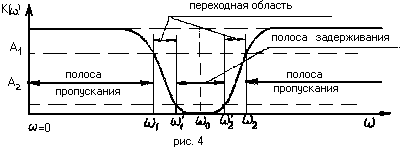 K(ω)
переходная область
A₁
полоса задерживания
A₂
полоса пропускания
полоса пропускания
ω=0
ω₁
ω₁'
ω₀
ω₂'
ω₂
ω
рис. 4